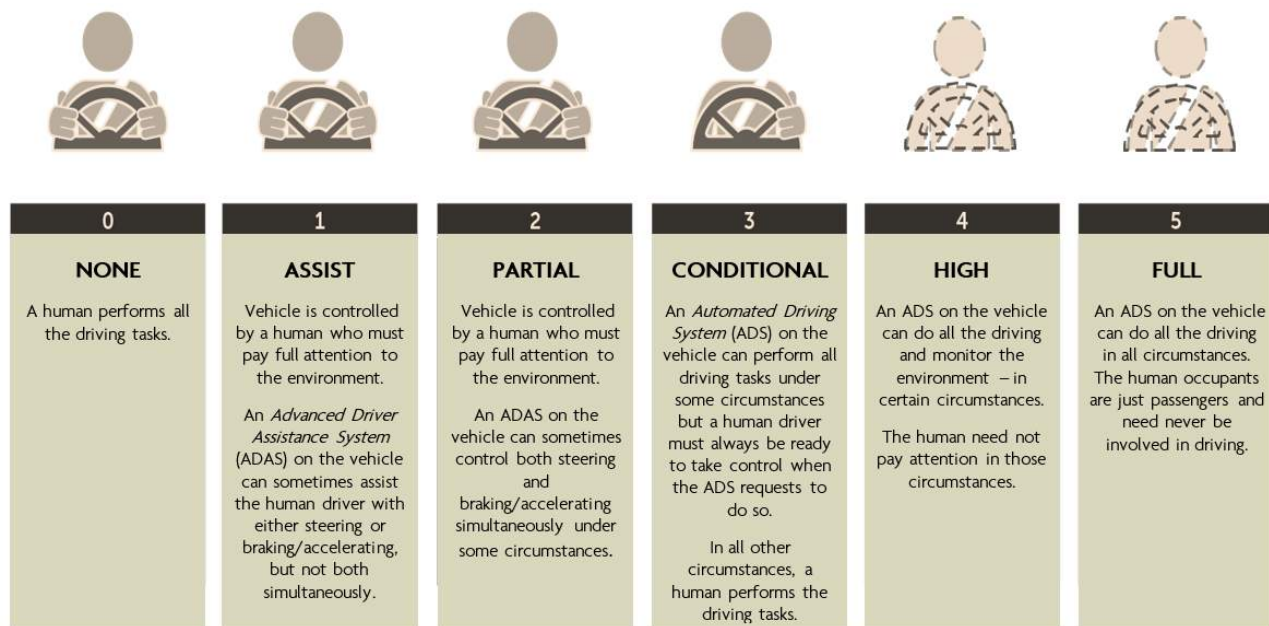 0
NONE
A human performs all
the driving tasks.
1
ASSIST
Vehicle is controlled
by a human who must
pay full attention to
the environment.
An Advanced Driver
Assistance System
(ADAS) on the vehicle
can sometimes assist
the human driver with
either steering or
braking/accelerating,
but not both
simultaneously.
2
PARTIAL
Vehicle is controlled
by a human who must
pay full attention to
the environment.
An ADAS on the
vehicle can sometimes
control both steering
and
braking/accelerating
simultaneously under
some circumstances.
3
CONDITIONAL
An Automated Driving
System (ADS) on the
vehicle can perform all
driving tasks under
some circumstances
but a human driver
must always be ready
to take control when
the ADS requests to
do so.
In all other
circumstances, a
human performs the
driving tasks.
4
HIGH
An ADS on the vehicle
can do all the driving
and monitor the
environment – in
certain circumstances.
The human need not
pay attention in those
circumstances.
5
FULL
An ADS on the vehicle
can do all the driving
in all circumstances.
The human occupants
are just passengers and
need never be
involved in driving.